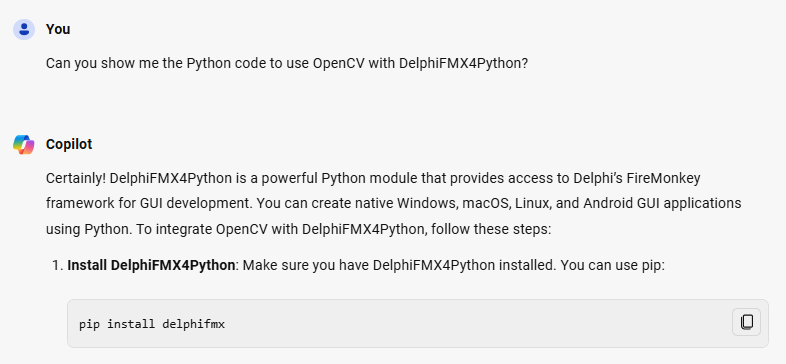 You
Can you show me the Python code to use OpenCV with DelphiFMX4Python?
Copilot
Certainly! DelphiFMX4Python is a powerful Python module that provides access to Delphi’s FireMonkey
framework for GUI development. You can create native Windows, macOS, Linux, and Android GUI applications
using Python. To integrate OpenCV with DelphiFMX4Python, follow these steps:
1. Install DelphiFMX4Python: Make sure you have DelphiFMX4Python installed. You can use pip:
pip install delphifmx